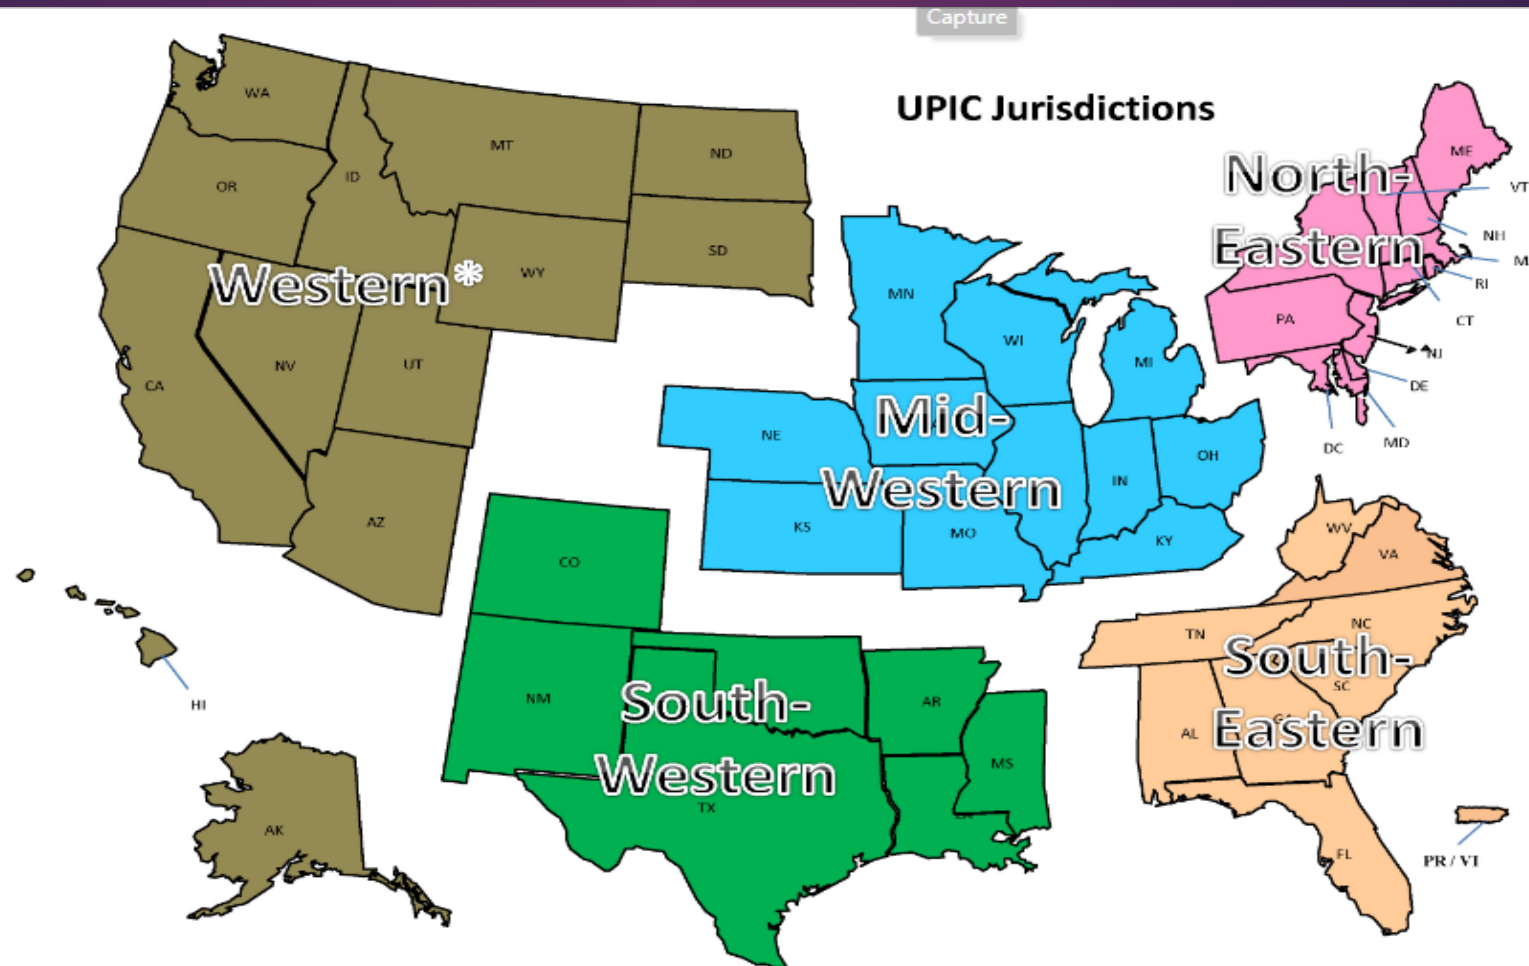 Capture
UPIC Jurisdictions
WA
OR
ID
MT
ND
SD
WY
CA
NV
UT
AZ
HI
AK
Western*
MN
WI
MI
NE
KS
MO
IN
OH
KY
Mid-
Western
ME
VT
NH
M
RI
CT
PA
NJ
DE
MD
DC
North-
Eastern
CO
NM
AR
MS
TX
South-
Western
WV
VA
TN
NC
SC
AL
FL
PR / VI
South-
Eastern